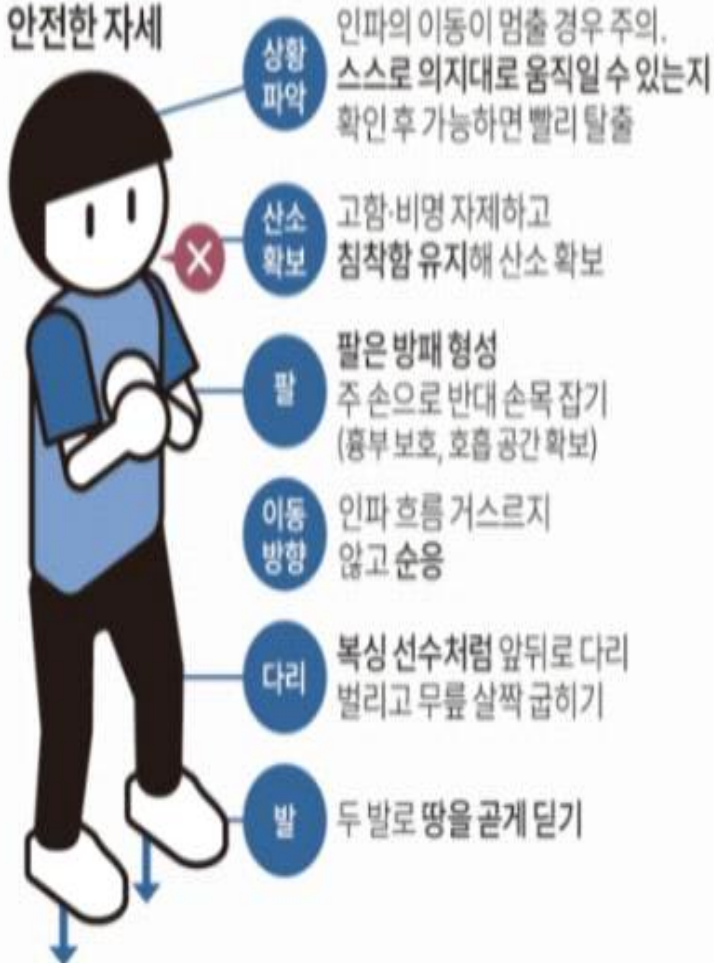 안전한 자세
상황
파악
인파의 이동이 멈출 경우 주의.
스스로 의지대로 움직일 수 있는지
확인 후 가능하면 빨리 탈출
산소
확보
고함·비명 자제하고
침착함 유지해 산소 확보
팔
팔은 방패 형성
주 손으로 반대 손목 잡기
(흉부 보호, 호흡 공간 확보)
이동
방향
인파 흐름 거스르지
않고 순응
다리
복싱 선수처럼 앞뒤로 다리
벌리고 무릎 살짝 굽히기
발
두 발로 땅을 곧게 딛기